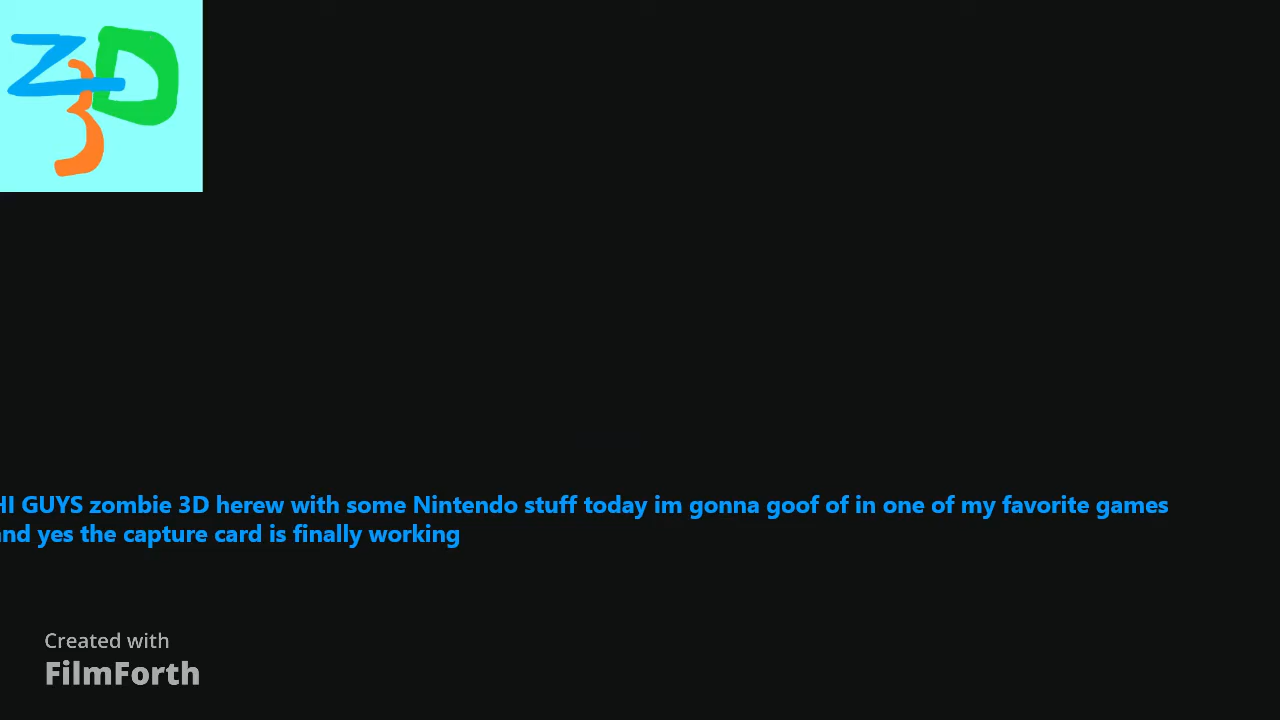 Z3D
HI GUYS zombie 3D herew with some Nintendo stuff today im gonna goof of in one of my favorite games
and yes the capture card is finally working
Created with
FilmForth